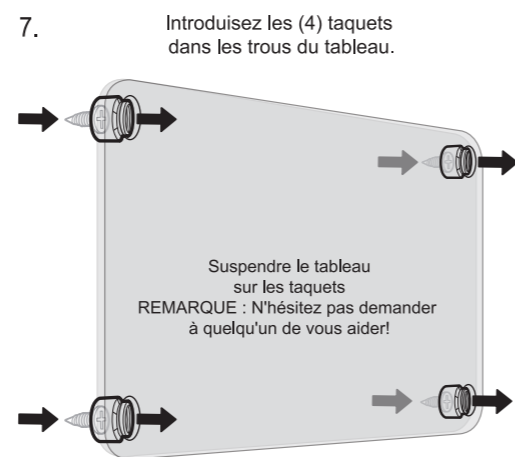 7.
Introduisez les (4) taquets
dans les trous du tableau.
Suspendre le tableau
sur les taquets
REMARQUE : N'hésitez pas demander
à quelqu'un de vous aider!